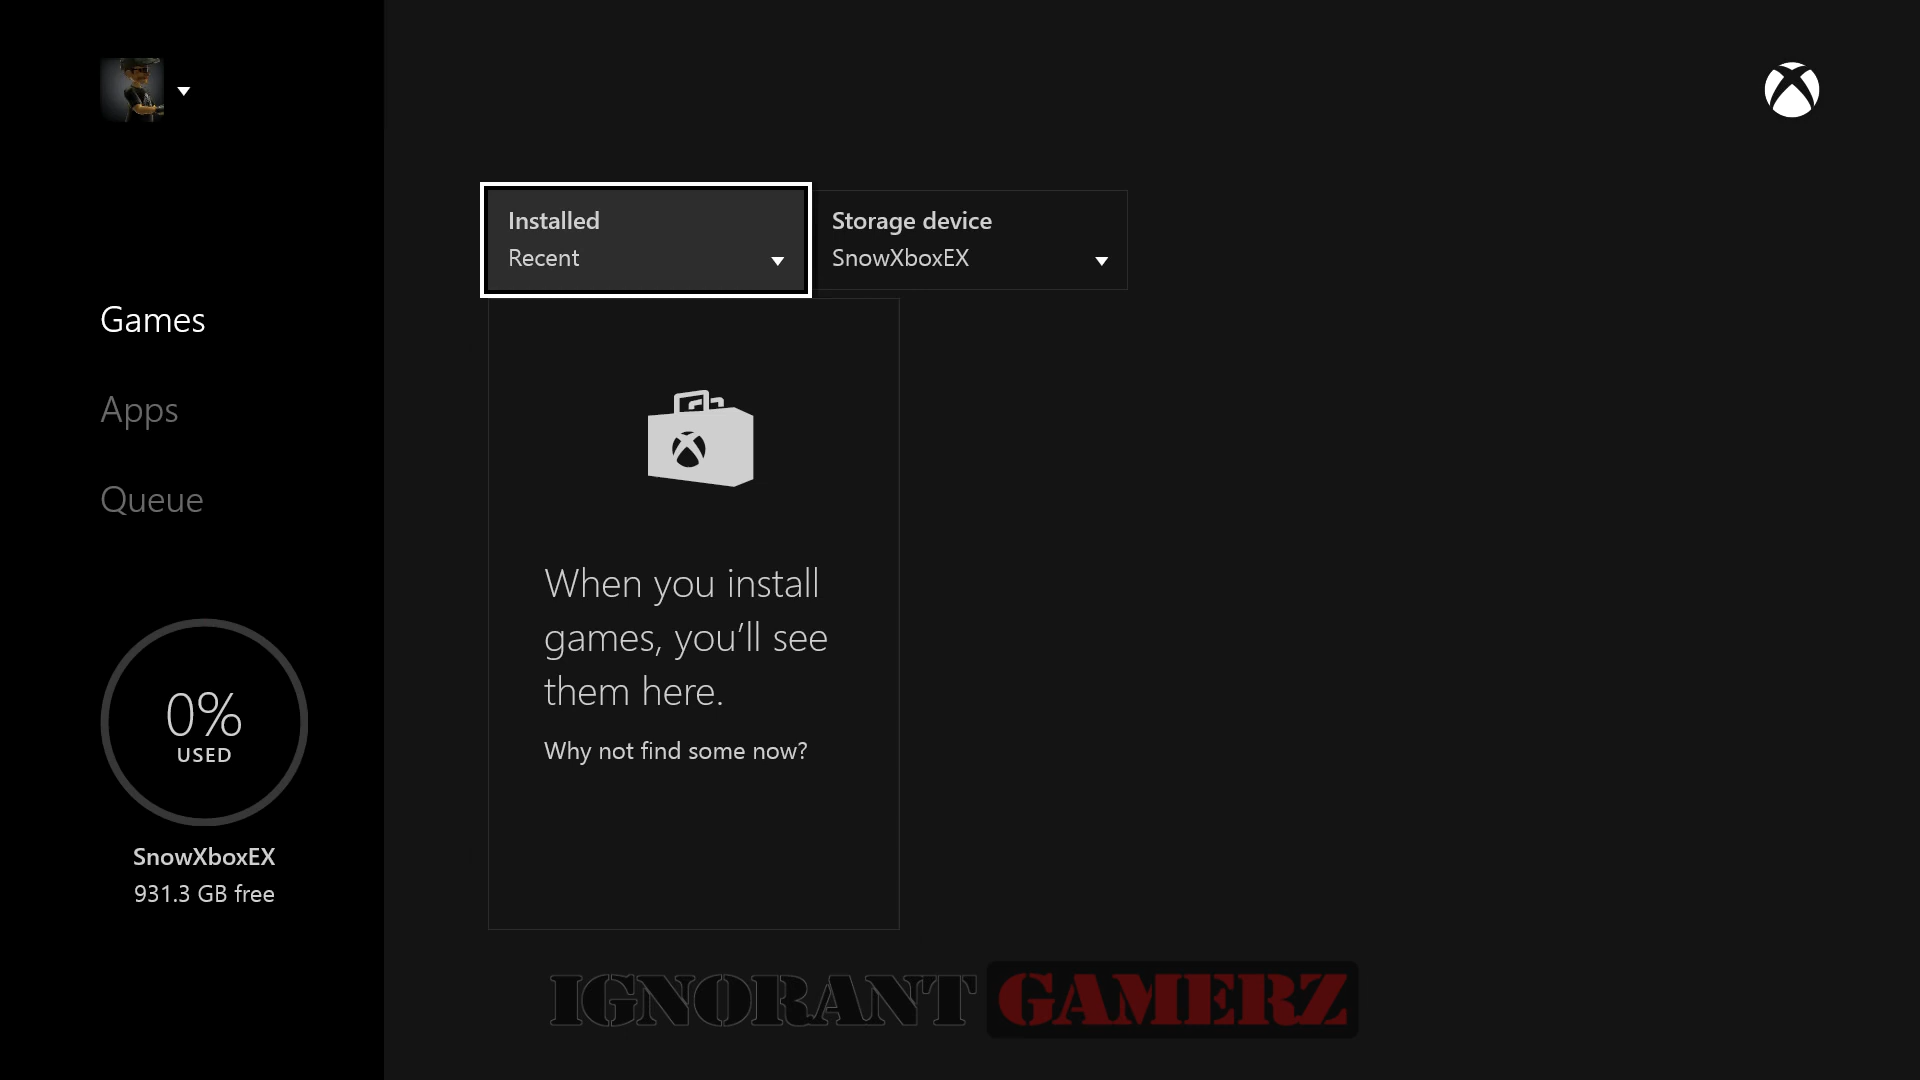 Games
Apps
Queue
0%
USED
SnowXboxEX
931.3 GB free
Installed
Recent
Storage device
SnowXboxEX
When you install
games, you’ll see
them here.
Why not find some now?
IGNORANT GAMERZ